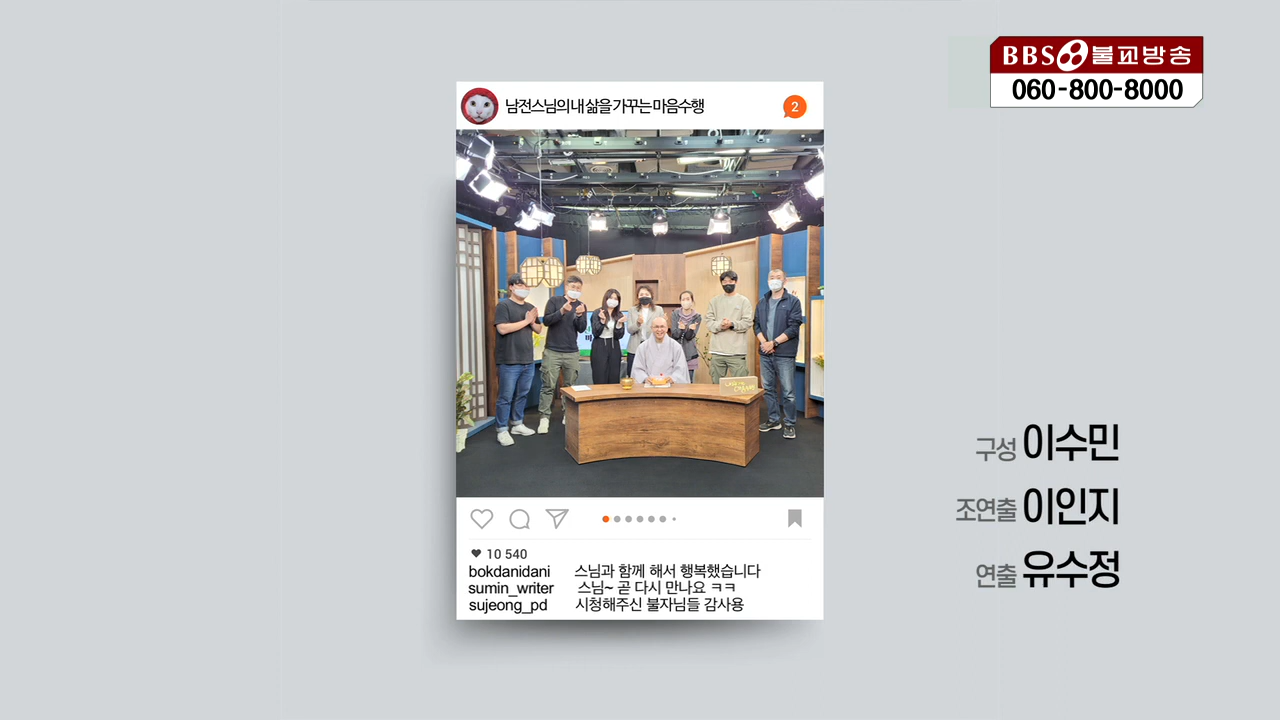 BBS 불교방송
060-800-8000
남전스님의 내 삶을 가꾸는 마음수행
2
구성 이수민
조연출 이인지
연출 유수정
10 540
bokdanidani 스님과 함께 해서 행복했습니다
sumin_writer 스님~ 곧 다시 만나요 ㅋㅋ
sujeong_pd 시청해주신 불자님들 감사용